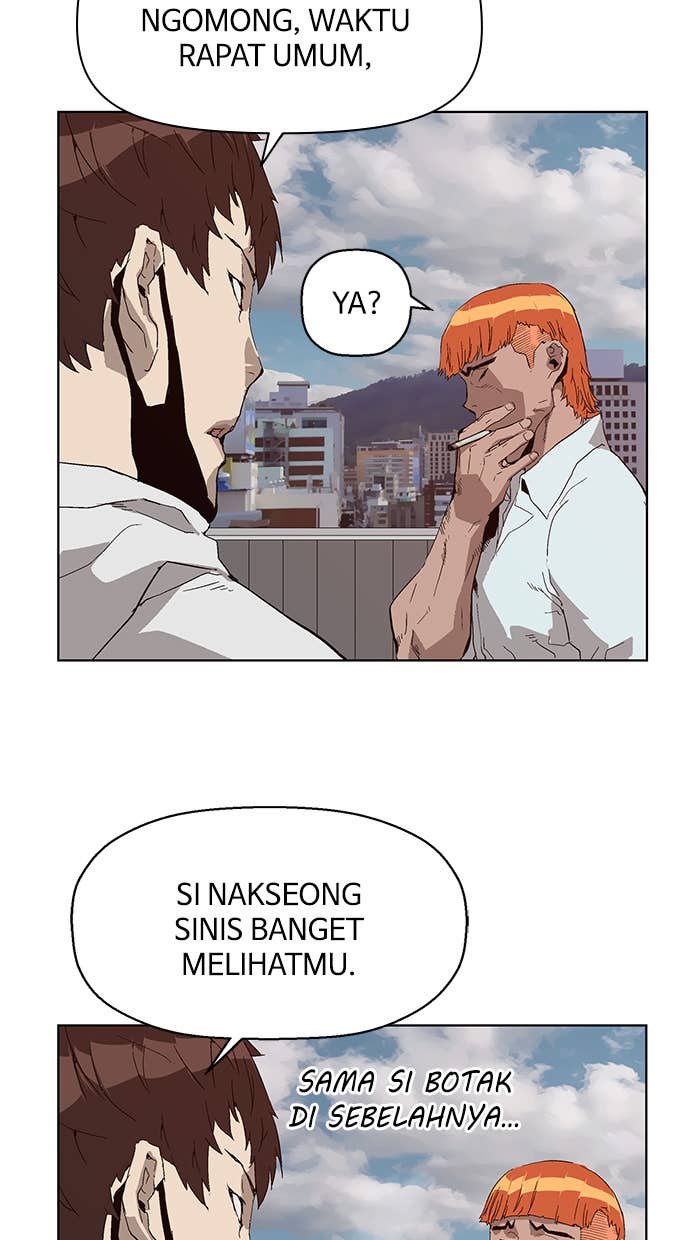 NGOMONG, WAKTU
RAPAT UMUM,
YA?
SI NAKSEONG
SINIS BANGET
MELIHATMU.
SAMA SI BOTAK
DI SEBELAHNYA...